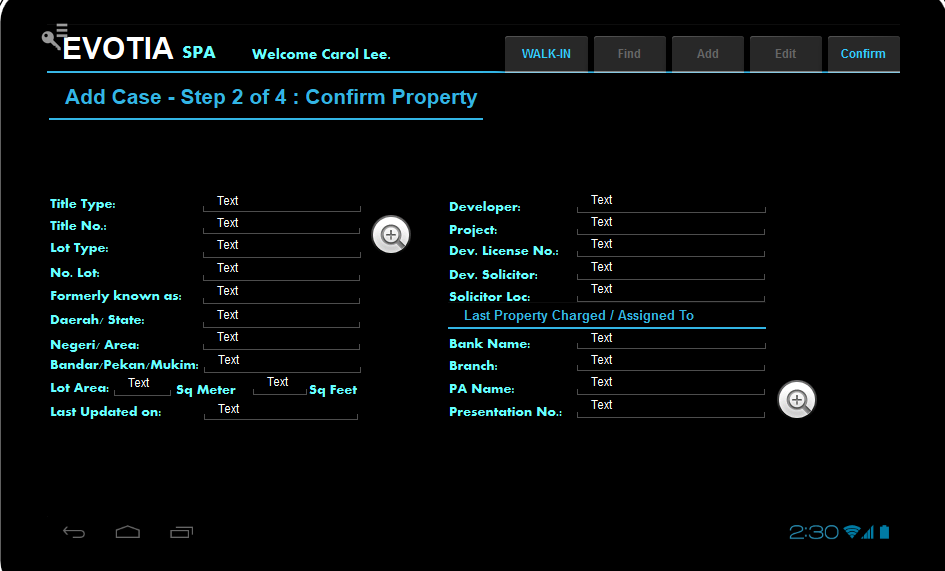 EVOTIA SPA Welcome Carol Lee. WALK-IN Find Add Edit Confirm
Add Case - Step 2 of 4 : Confirm Property
Title Type: Text
Title No.: Text
Lot Type: Text
No. Lot: Text
Formerly known as: Text
Daerah/ State: Text
Negeri/ Area: Text
Bandar/Pekan/Mukim: Text
Lot Area: Text Sq Meter Text Sq Feet
Last Updated on: Text
Developer: Text
Project: Text
Dev. License No.: Text
Dev. Solicitor: Text
Solicitor Loc: Text
Last Property Charged / Assigned To
Bank Name: Text
Branch: Text
PA Name: Text
Presentation No.: Text
2:30